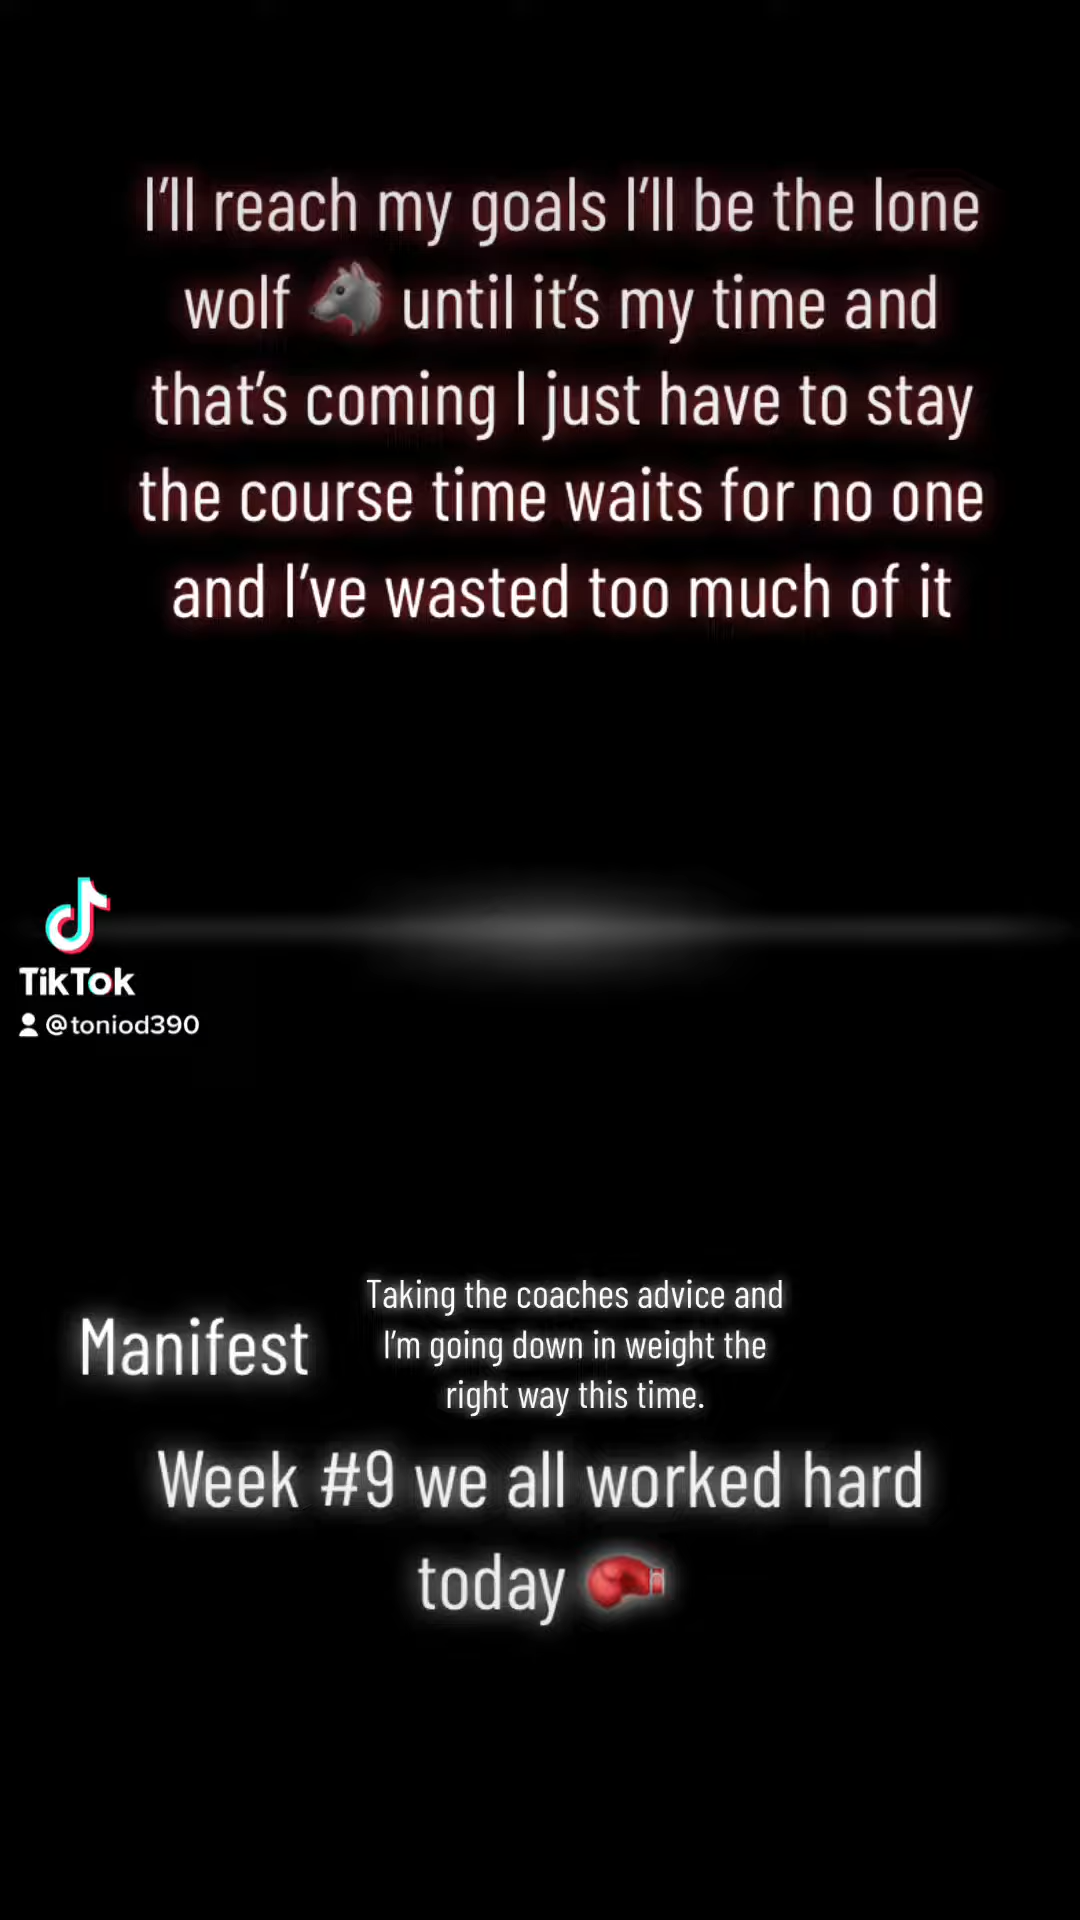 I'll reach my goals I'll be the lone
wolf 🐺 until it's my time and
that's coming I just have to stay
the course time waits for no one
and I've wasted too much of it
TikTok
@toniod390
Taking the coaches advice and
I'm going down in weight the
right way this time.
Manifest
Week #9 we all worked hard
today 🥊